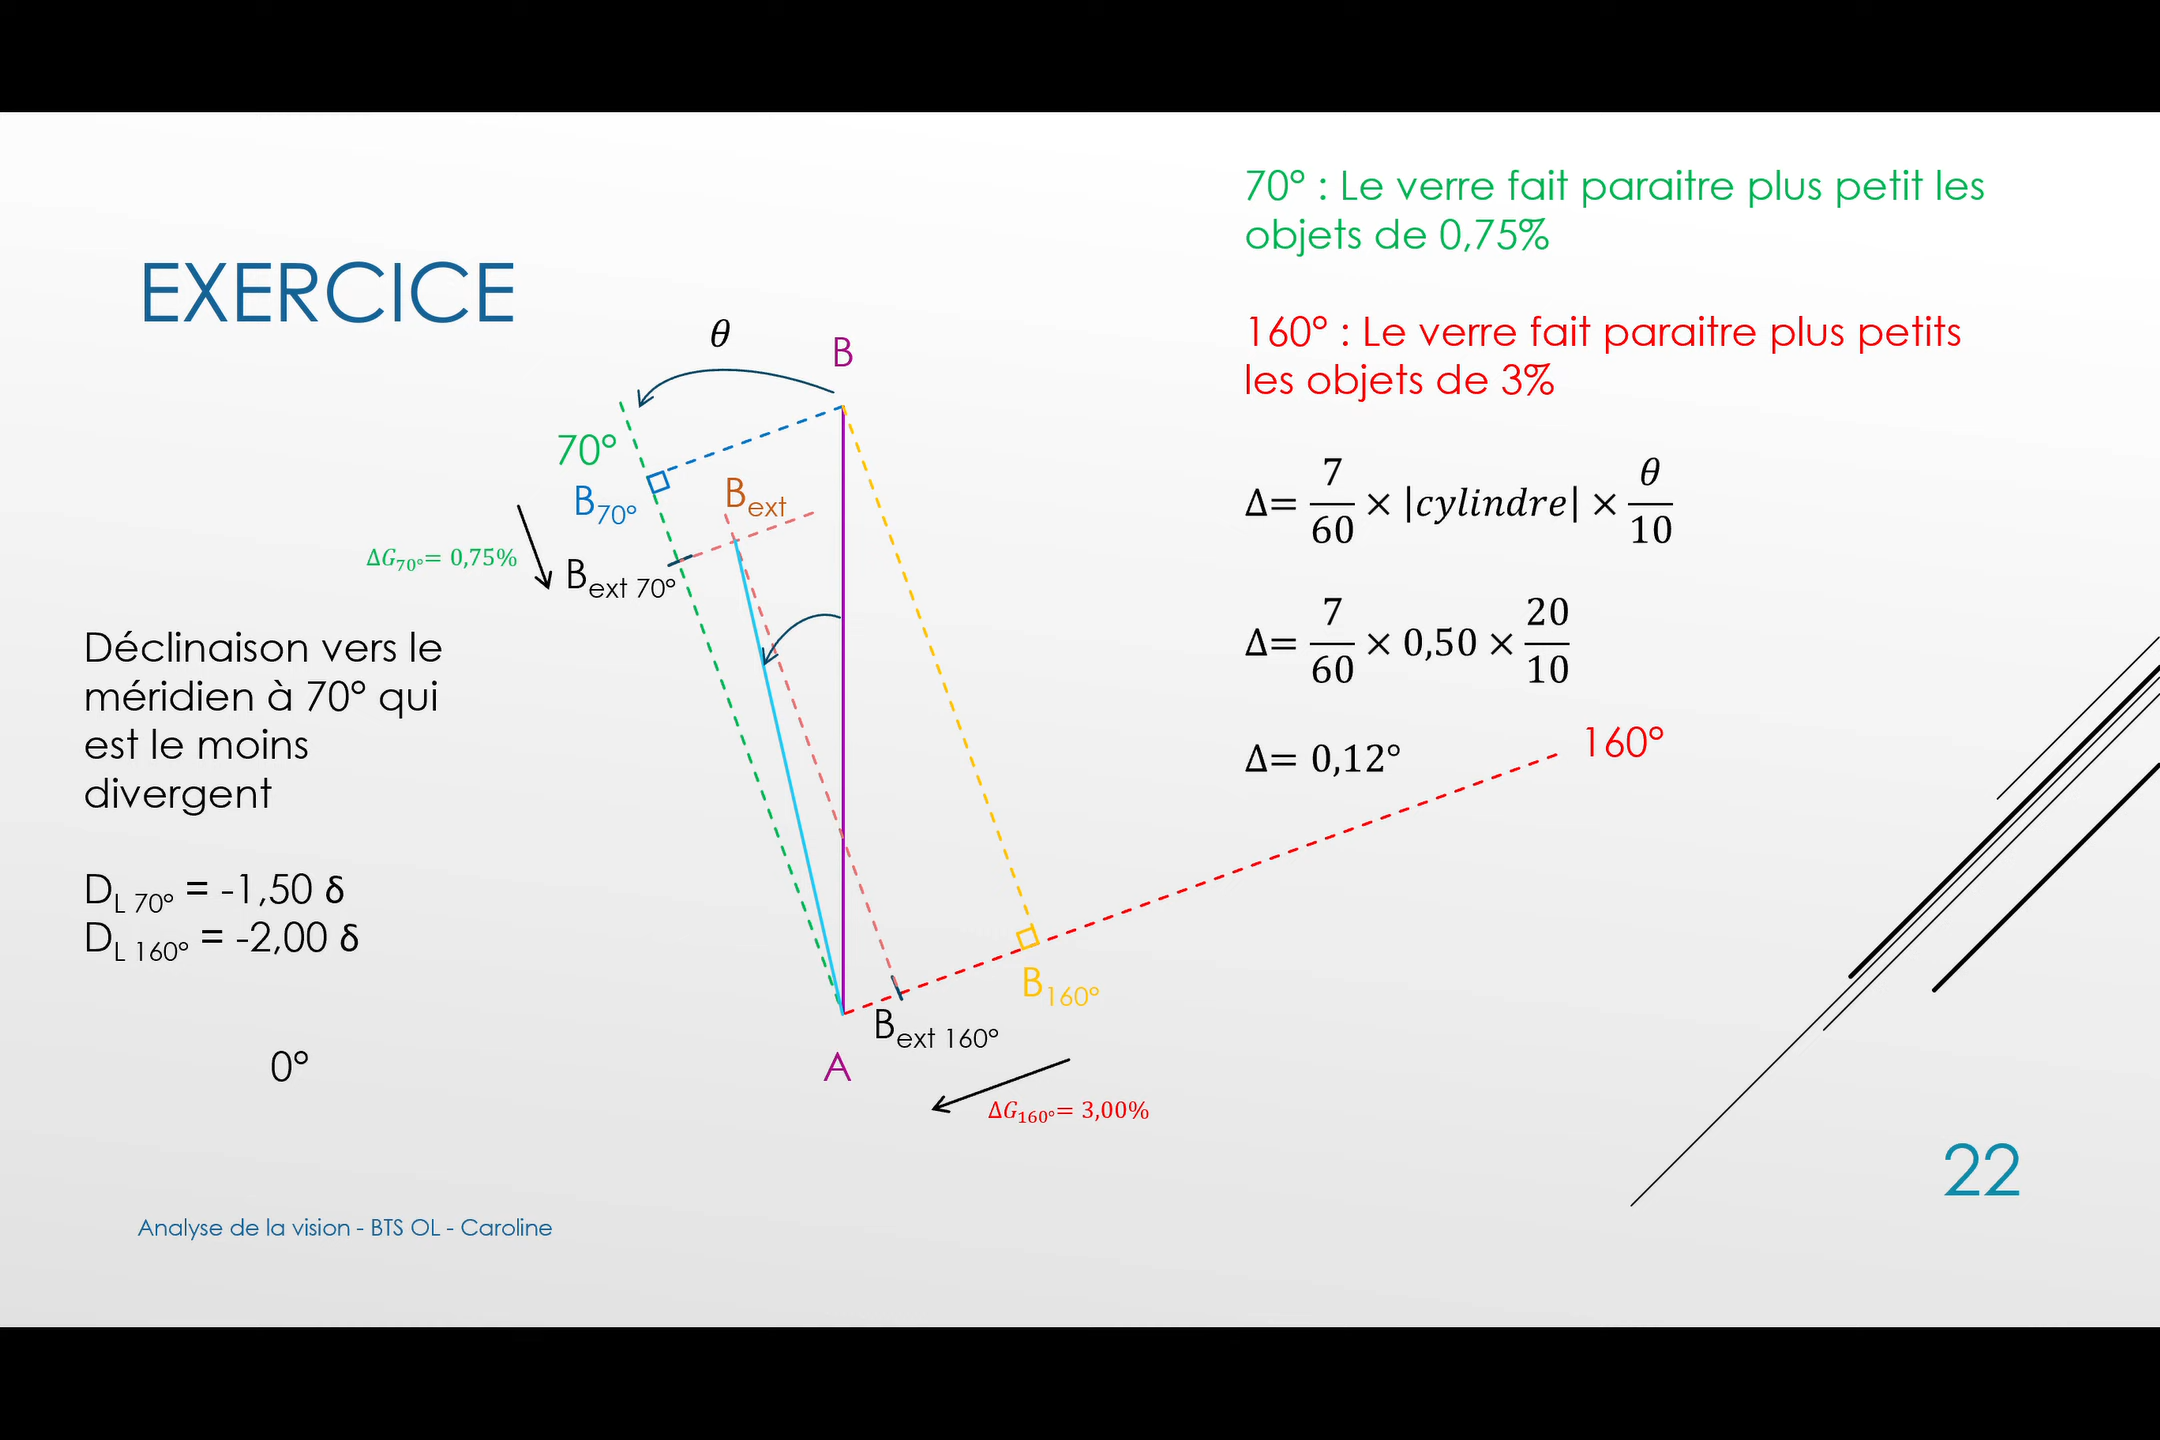 EXERCICE
70° : Le verre fait paraitre plus petit les
objets de 0,75%
160° : Le verre fait paraitre plus petits
les objets de 3%
θ
B
70°
B70°
Bext
ΔG70°= 0,75%
Bext 70°
Δ= 7/60 × |cylindre| × θ/10
Δ= 7/60 × 0,50 × 20/10
Δ= 0,12°
160°
Déclinaison vers le
méridien à 70° qui
est le moins
divergent
DL 70° = -1,50 δ
DL 160° = -2,00 δ
B160°
Bext 160°
A
0°
ΔG160°= 3,00%
22
Analyse de la vision - BTS OL - Caroline